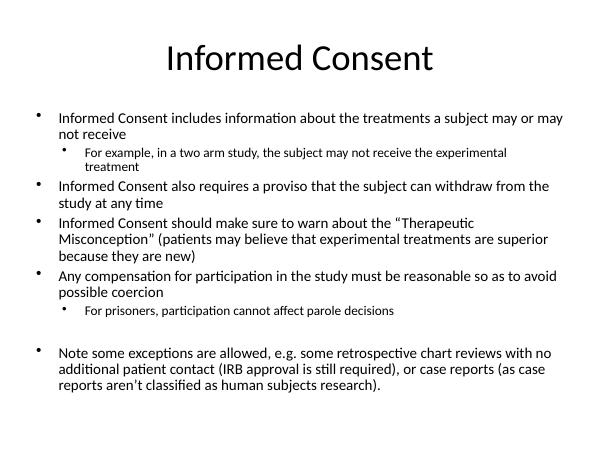 Informed Consent
• Informed Consent includes information about the treatments a subject may or may
not receive
• For example, in a two arm study, the subject may not receive the experimental
treatment
• Informed Consent also requires a proviso that the subject can withdraw from the
study at any time
• Informed Consent should make sure to warn about the “Therapeutic
Misconception” (patients may believe that experimental treatments are superior
because they are new)
• Any compensation for participation in the study must be reasonable so as to avoid
possible coercion
• For prisoners, participation cannot affect parole decisions
• Note some exceptions are allowed, e.g. some retrospective chart reviews with no
additional patient contact (IRB approval is still required), or case reports (as case
reports aren’t classified as human subjects research).